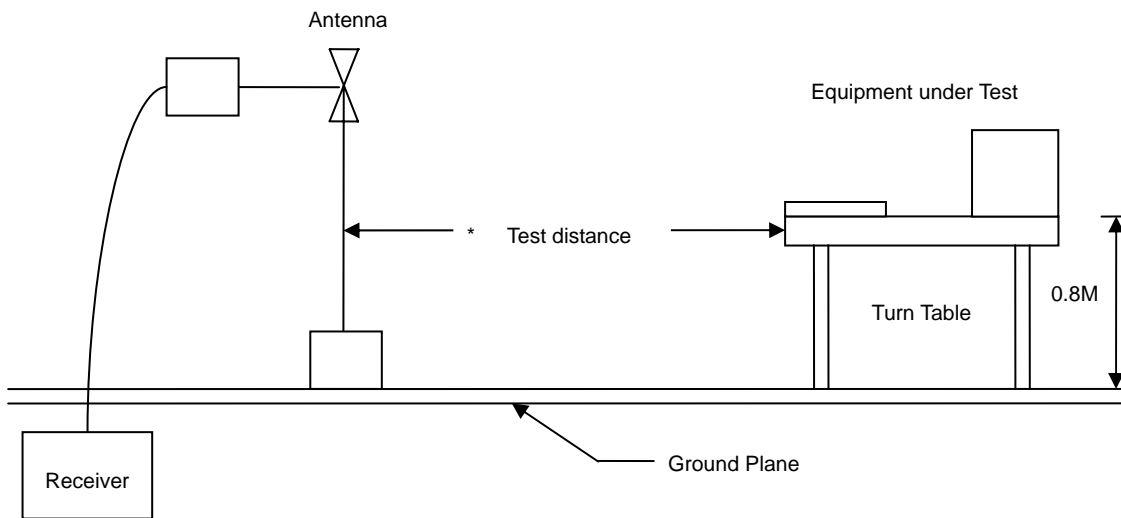 Antenna
Equipment under Test
* Test distance
0.8M
Turn Table
Ground Plane
Receiver